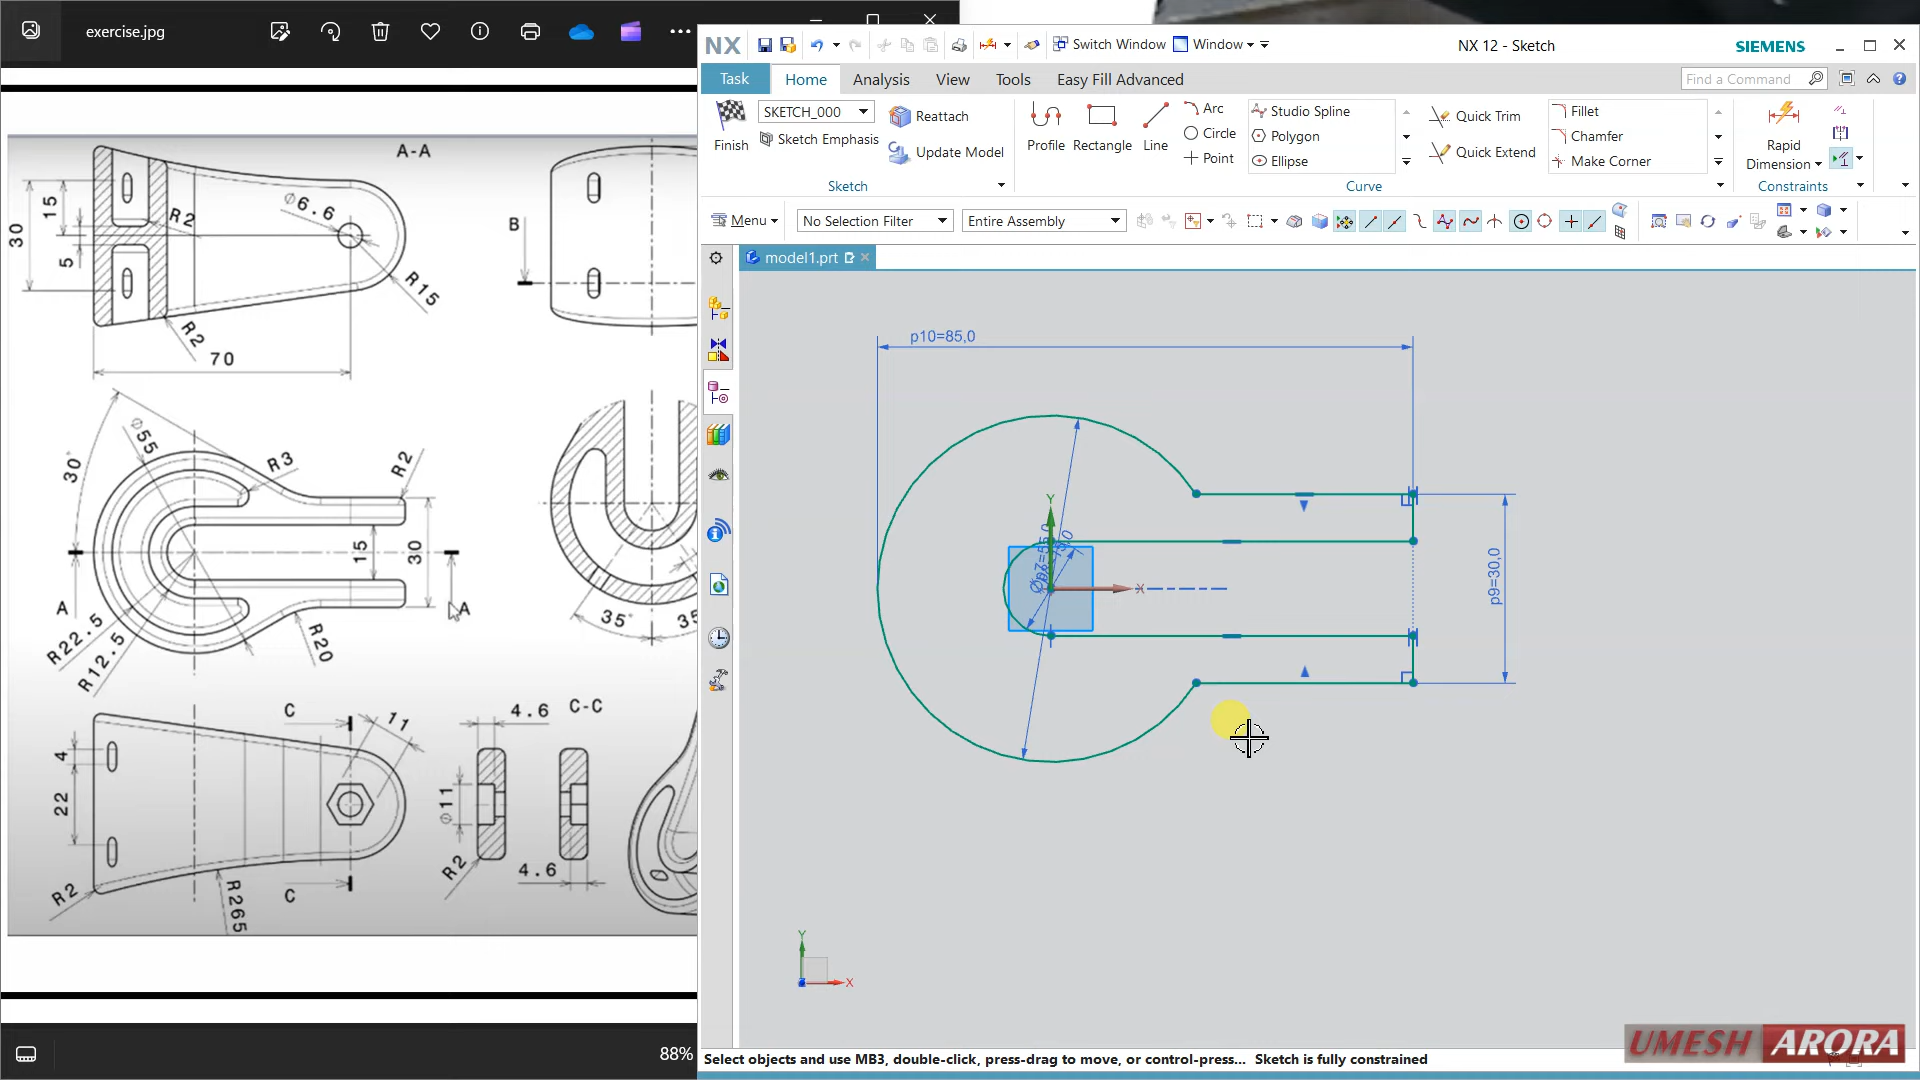 exercise.jpg
NX
Switch Window
Window
NX 12 - Sketch
SIEMENS
Task
Home
Analysis
View
Tools
Easy Fill Advanced
Find a Command
SKETCH_000
Reattach
Finish
Sketch Emphasis
Update Model
Sketch
Profile
Rectangle
Line
Arc
Circle
Point
Studio Spline
Polygon
Ellipse
Quick Trim
Quick Extend
Fillet
Chamfer
Make Corner
Curve
Rapid
Dimension
Constraints
Menu
No Selection Filter
Entire Assembly
model1.prt
A-A
30
15
5
R2
Ø6.6
R15
R2
70
B
30°
Ø55
R3
R2
15
30
A
A
R22.5
R12.5
R20
35°
35
C
C
11
4
22
R2
R265
4.6
C-C
Ø11
R2
4.6
p10=85,0
p9=30,0
Y
X
Y
X
88%
Select objects and use MB3, double-click, press-drag to move, or control-press... Sketch is fully constrained
UMESH ARORA